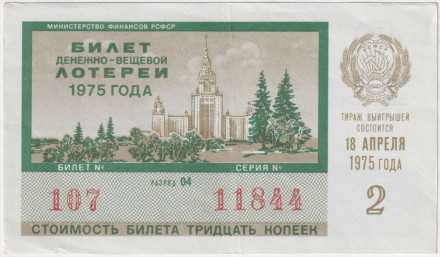 МИНИСТЕРСТВО ФИНАНСОВ РСФСР
БИЛЕТ
ДЕНЕЖНО-ВЕЩЕВОЙ
ЛОТЕРЕИ
1975 ГОДА
РСФСР
ТИРАЖ ВЫИГРЫШЕЙ
СОСТОИТСЯ
18 АПРЕЛЯ
1975 ГОДА
БИЛЕТ № СЕРИЯ №
107 РАЗРЯД 04 11844
2
СТОИМОСТЬ БИЛЕТА ТРИДЦАТЬ КОПЕЕК